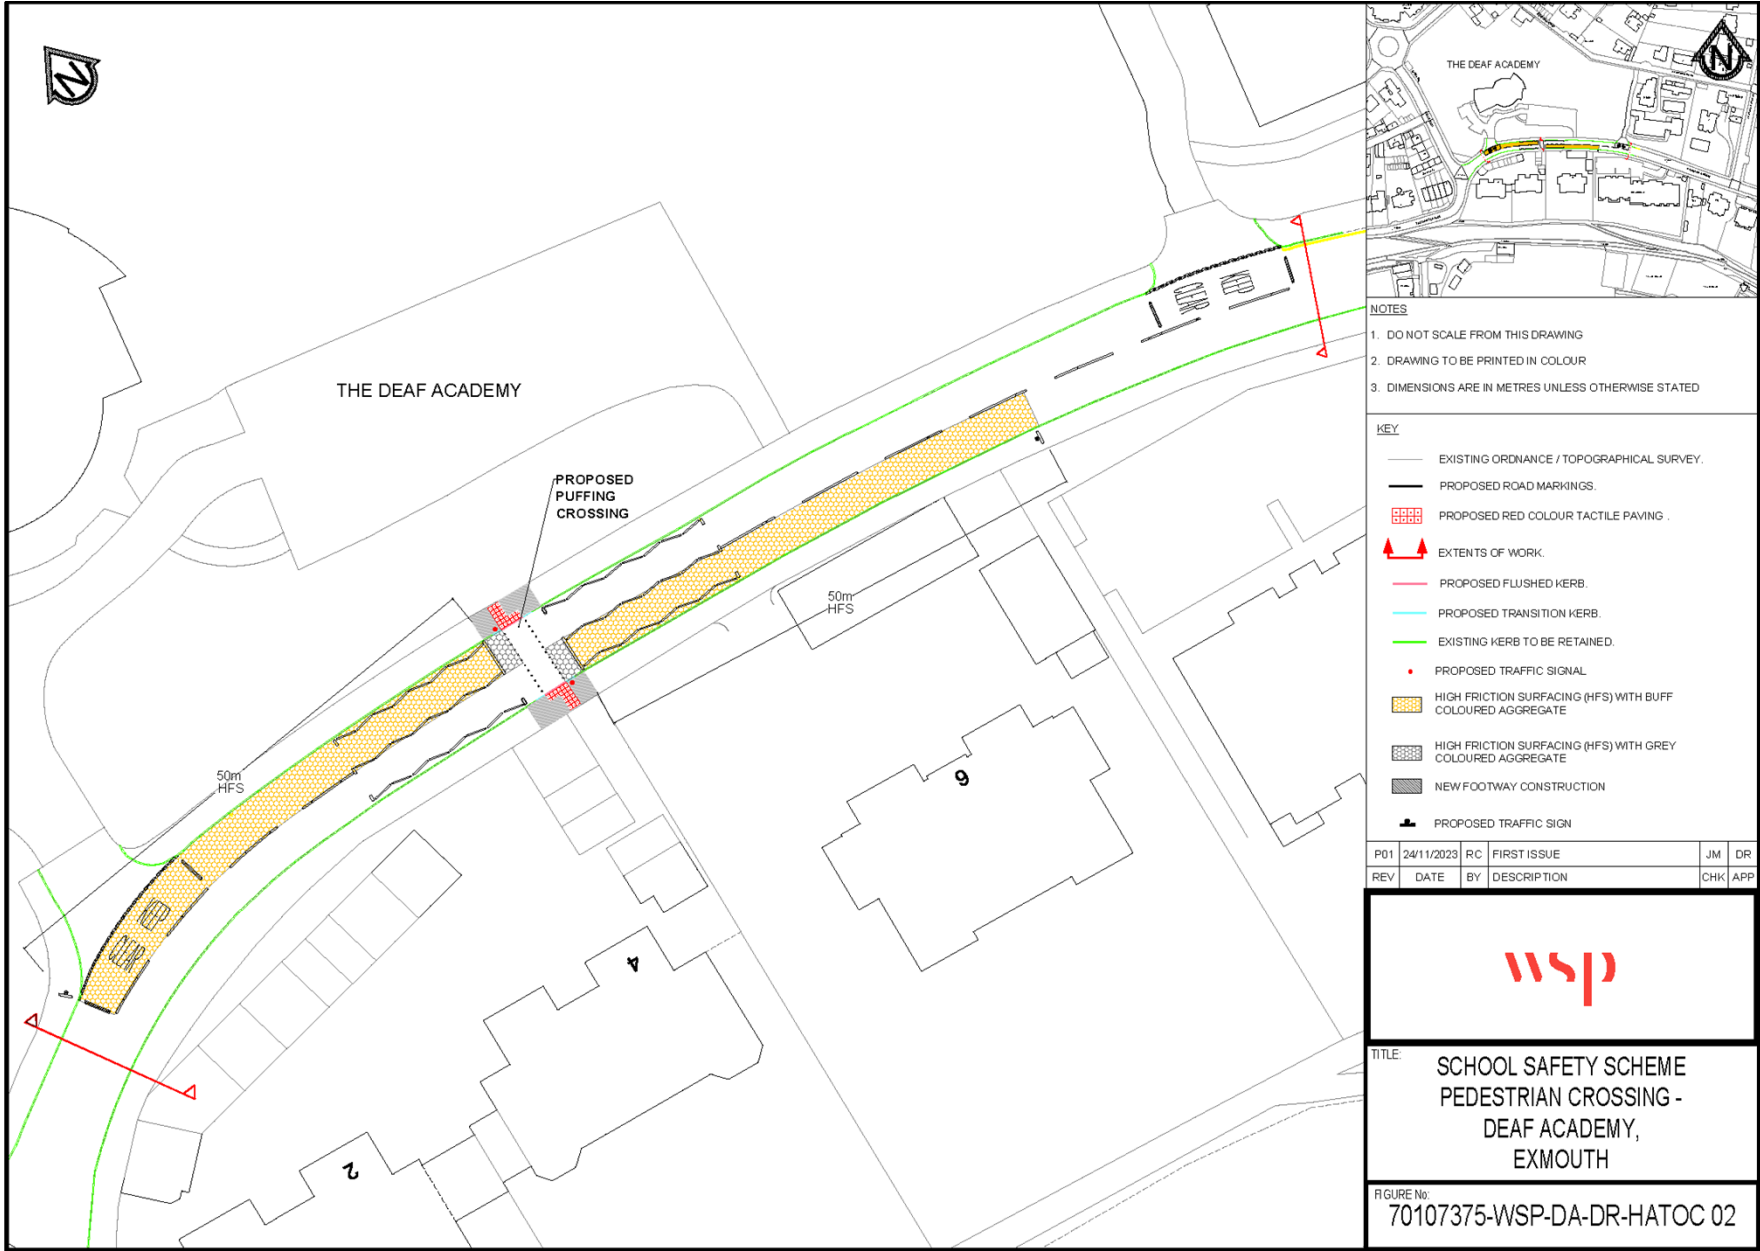 N
THE DEAF ACADEMY
PROPOSED
PUFFING
CROSSING
50m
HFS
50m
HFS
KEEP
CLEAR
KEEP
CLEAR
6
4
2
THE DEAF ACADEMY
N
NOTES
1. DO NOT SCALE FROM THIS DRAWING
2. DRAWING TO BE PRINTED IN COLOUR
3. DIMENSIONS ARE IN METRES UNLESS OTHERWISE STATED
KEY
EXISTING ORDNANCE / TOPOGRAPHICAL SURVEY.
PROPOSED ROAD MARKINGS.
PROPOSED RED COLOUR TACTILE PAVING .
EXTENTS OF WORK.
PROPOSED FLUSHED KERB.
PROPOSED TRANSITION KERB.
EXISTING KERB TO BE RETAINED.
PROPOSED TRAFFIC SIGNAL
HIGH FRICTION SURFACING (HFS) WITH BUFF
COLOURED AGGREGATE
HIGH FRICTION SURFACING (HFS) WITH GREY
COLOURED AGGREGATE
NEW FOOTWAY CONSTRUCTION
PROPOSED TRAFFIC SIGN
P01 24/11/2023 RC FIRST ISSUE JM DR
REV DATE BY DESCRIPTION CHK APP
wsp
TITLE:
SCHOOL SAFETY SCHEME
PEDESTRIAN CROSSING -
DEAF ACADEMY,
EXMOUTH
FIGURE No:
70107375-WSP-DA-DR-HATOC 02